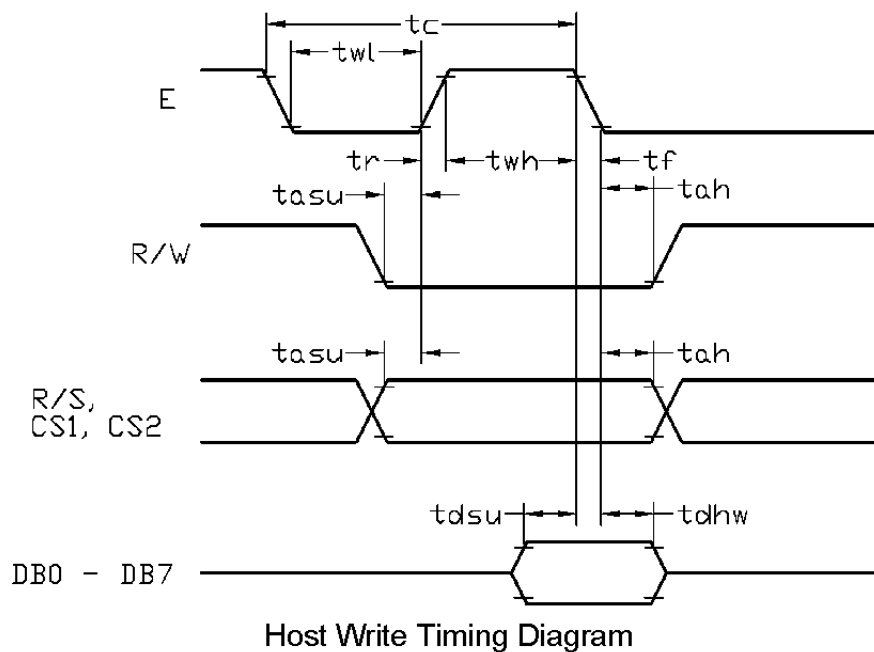 tc
twl
E
tr twh tf
tasu tah
R/W
tasu tah
R/S,
CS1, CS2
tdsu tdhw
DB0 - DB7
Host Write Timing Diagram